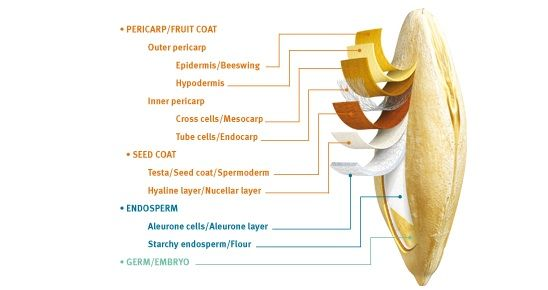 • PERICARP/FRUIT COAT
Outer pericarp
Epidermis/Beeswing
Hypodermis
Inner pericarp
Cross cells/Mesocarp
Tube cells/Endocarp
• SEED COAT
Testa/Seed coat/Spermoderm
Hyaline layer/Nucellar layer
• ENDOSPERM
Aleurone cells/Aleurone layer
Starchy endosperm/Flour
• GERM/EMBRYO